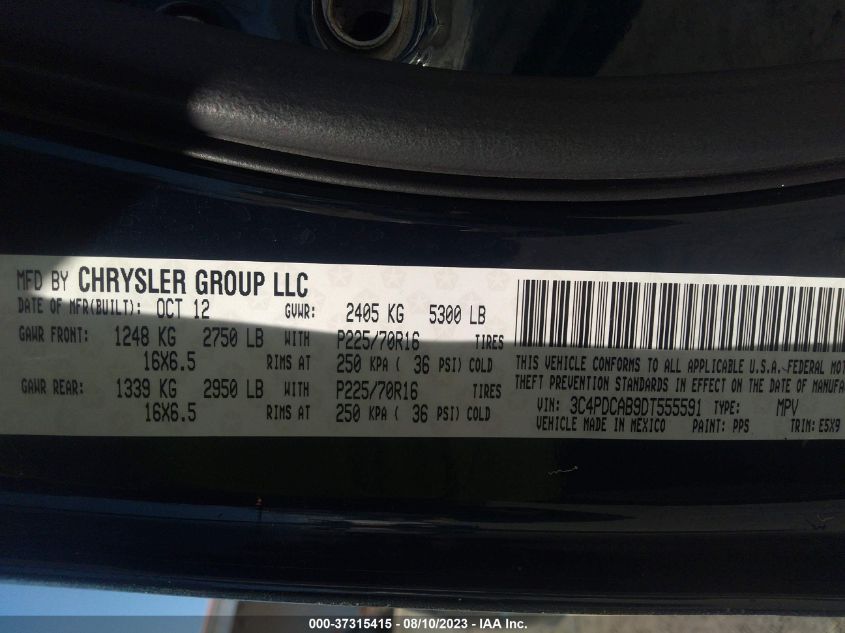 MFD BY CHRYSLER GROUP LLC
DATE OF MFR(BUILT): OCT 12 GVWR: 2405 KG 5300 LB
GAWR FRONT: 1248 KG 2750 LB WITH P225/70R16 TIRES
16X6.5 RIMS AT 250 KPA ( 36 PSI) COLD
GAWR REAR: 1339 KG 2950 LB WITH P225/70R16 TIRES
16X6.5 RIMS AT 250 KPA ( 36 PSI) COLD
THIS VEHICLE CONFORMS TO ALL APPLICABLE U.S.A. FEDERAL MOT
THEFT PREVENTION STANDARDS IN EFFECT ON THE DATE OF MANUFA
VIN: 3C4PDCAB9DT555591 TYPE: MPV
VEHICLE MADE IN MEXICO PAINT: PPS TRIM: E5X9
000-37315415 - 08/10/2023 - IAA Inc.